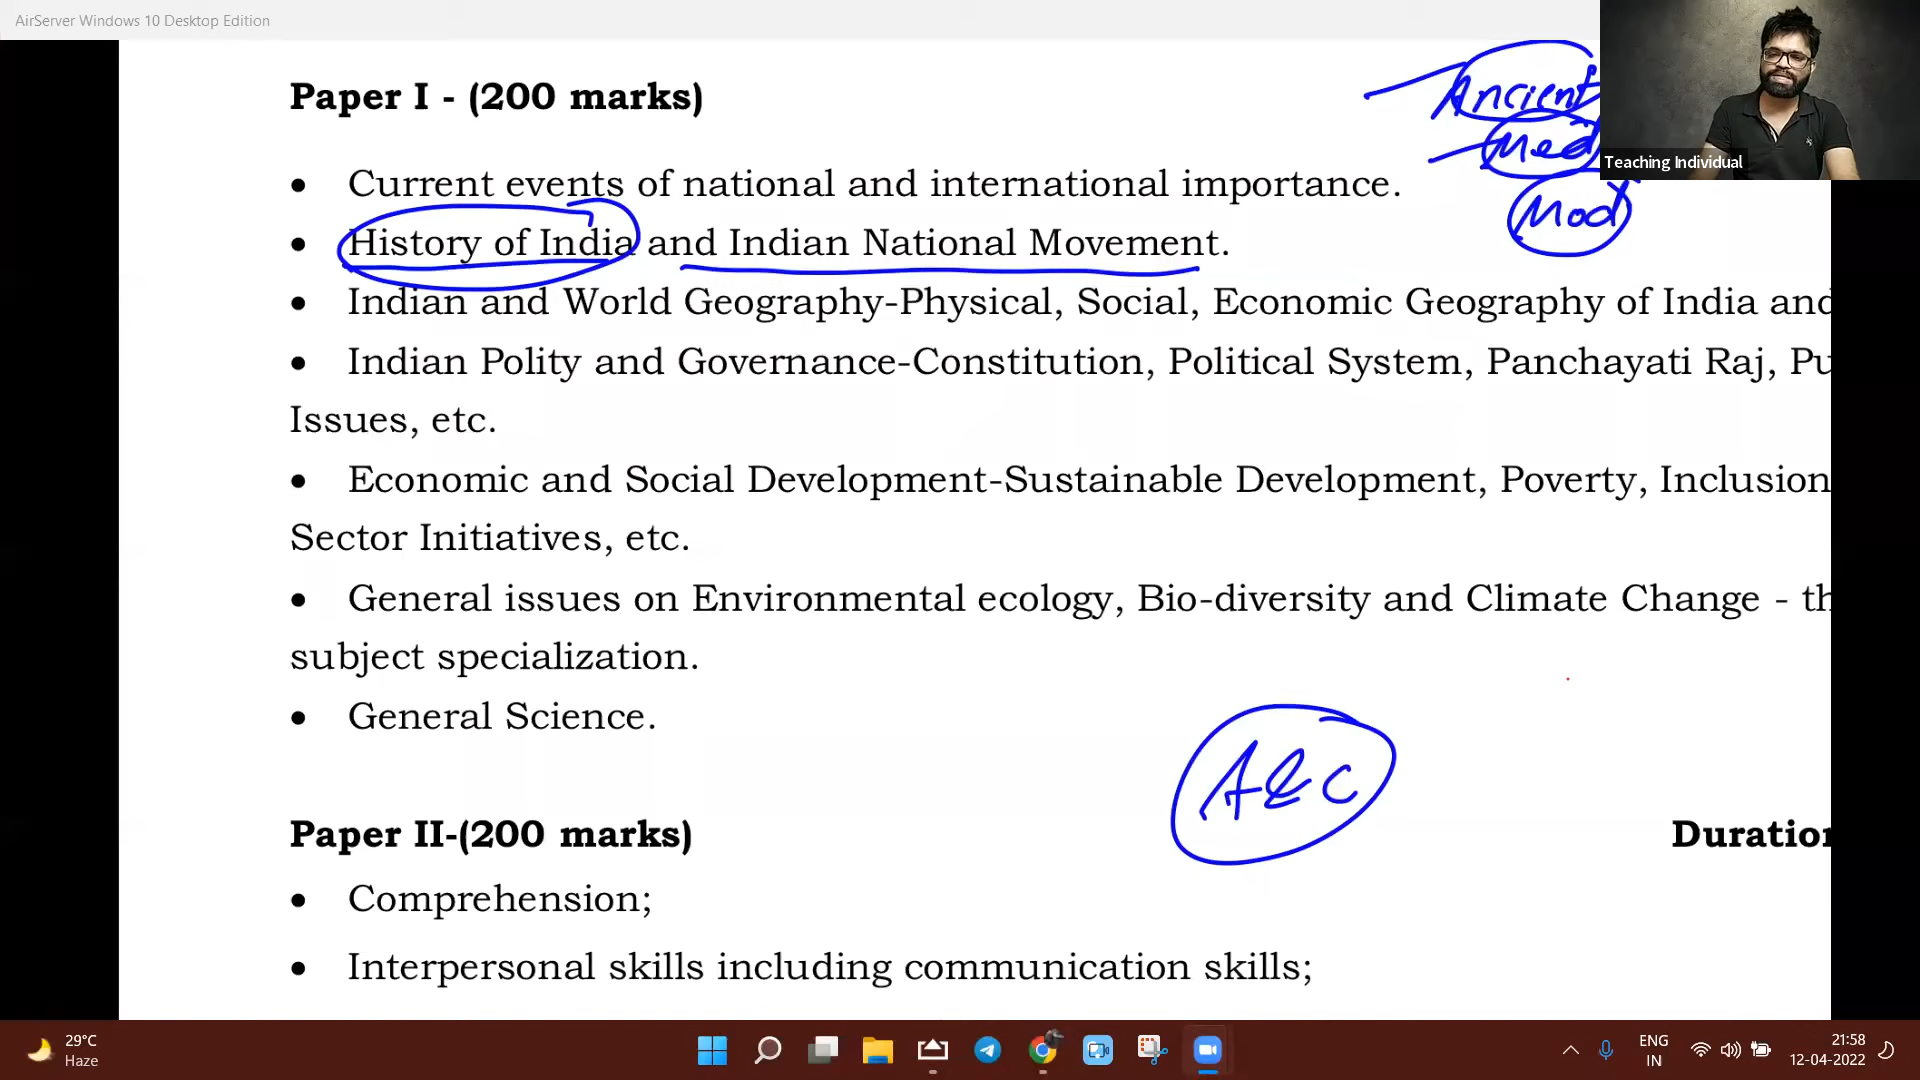 AirServer Windows 10 Desktop Edition
Paper I - (200 marks)
Ancient
Med
Mod
Teaching Individual
• Current events of national and international importance.
• History of India and Indian National Movement.
• Indian and World Geography-Physical, Social, Economic Geography of India and
• Indian Polity and Governance-Constitution, Political System, Panchayati Raj, Pu
Issues, etc.
• Economic and Social Development-Sustainable Development, Poverty, Inclusion
Sector Initiatives, etc.
• General issues on Environmental ecology, Bio-diversity and Climate Change - th
subject specialization.
• General Science.
A&C
Paper II-(200 marks) Duration
• Comprehension;
• Interpersonal skills including communication skills;
29°C
Haze
ENG
IN
21:58
12-04-2022